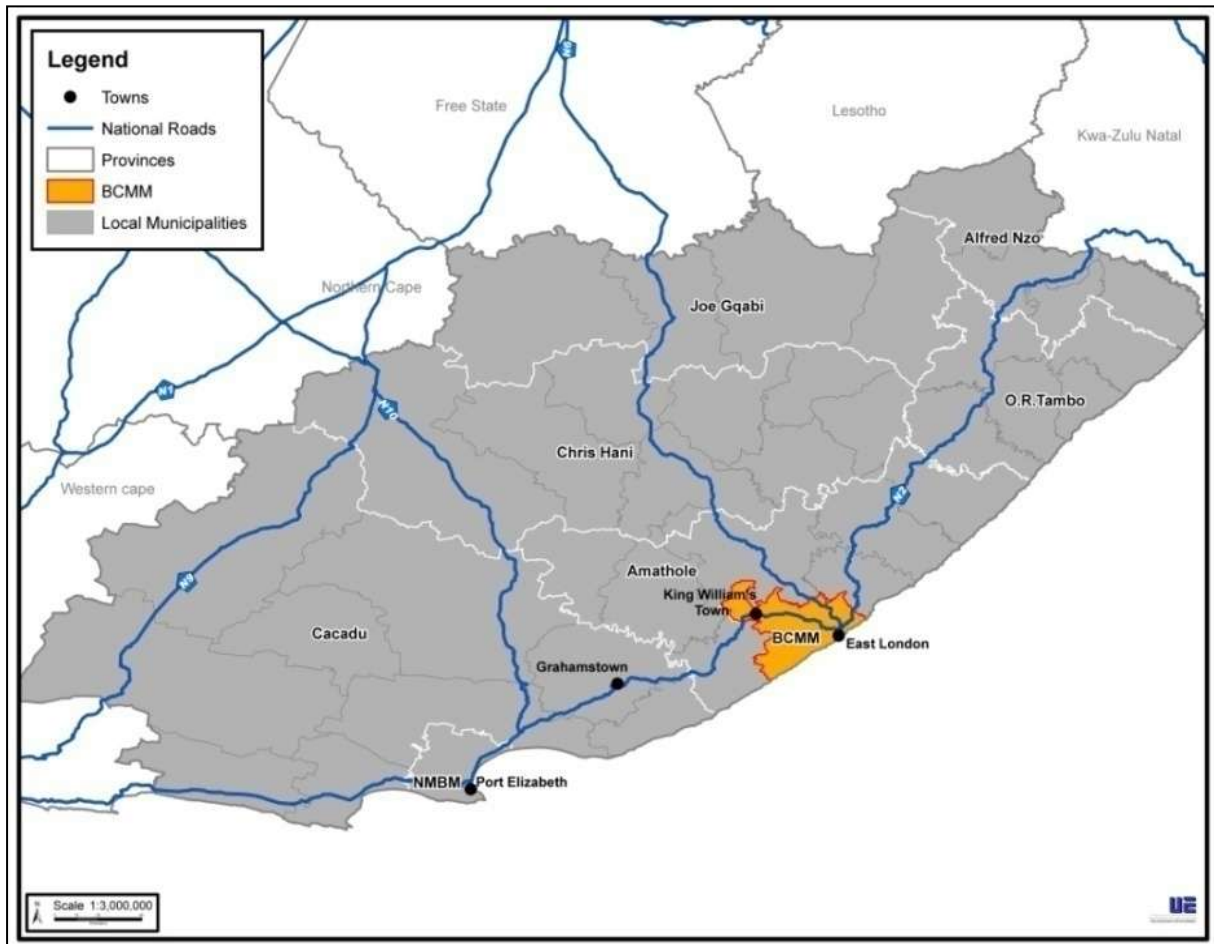 Legend
Towns
National Roads
Provinces
BCMM
Local Municipalities
Free State
Lesotho
Kwa-Zulu Natal
N6
Alfred Nzo
Northern Cape
Joe Gqabi
N1
N10
O.R.Tambo
Chris Hani
Western cape
N2
Amathole
N9
King William's
Town
Cacadu
BCMM
East London
Grahamstown
NMBM
Port Elizabeth
N
Scale 1:3,000,000
UE